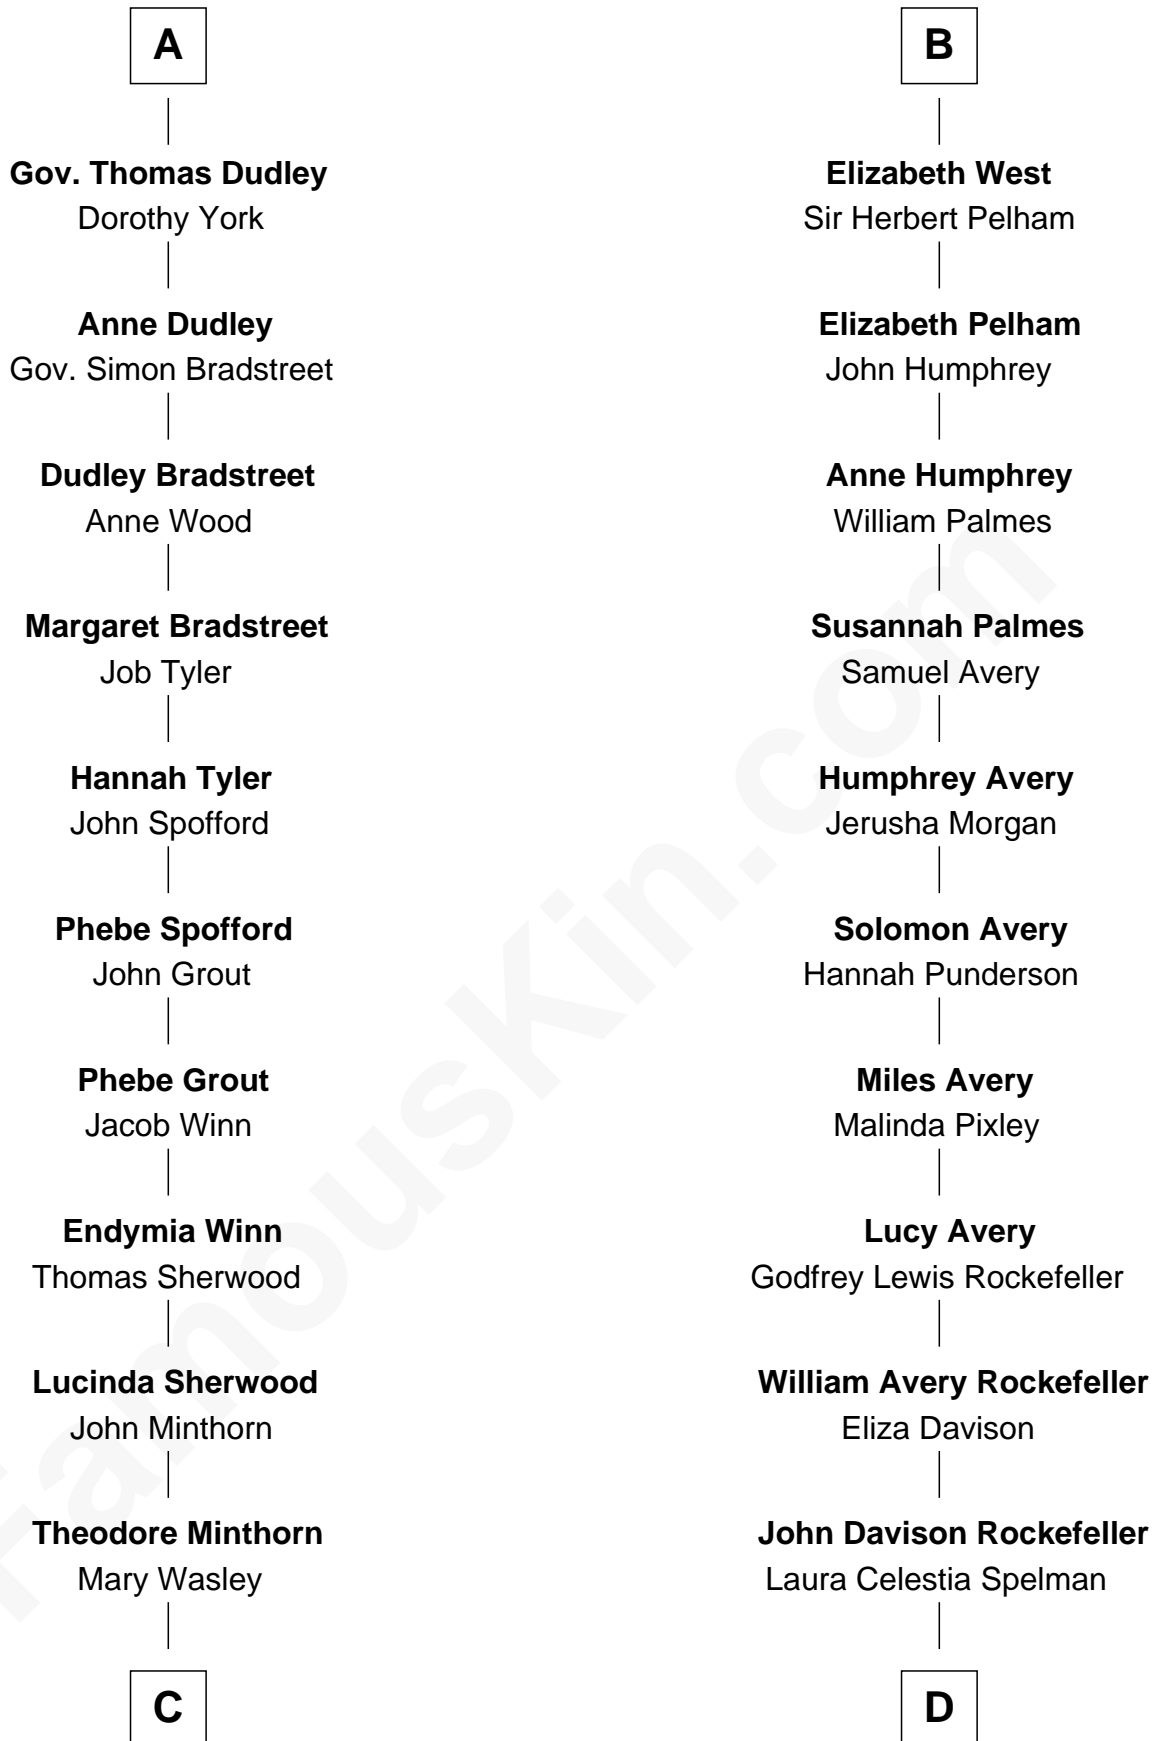 A
Gov. Thomas Dudley
Dorothy York
Anne Dudley
Gov. Simon Bradstreet
Dudley Bradstreet
Anne Wood
Margaret Bradstreet
Job Tyler
Hannah Tyler
John Spofford
Phebe Spofford
John Grout
Phebe Grout
Jacob Winn
Endymia Winn
Thomas Sherwood
Lucinda Sherwood
John Minthorn
Theodore Minthorn
Mary Wasley
C
B
Elizabeth West
Sir Herbert Pelham
Elizabeth Pelham
John Humphrey
Anne Humphrey
William Palmes
Susannah Palmes
Samuel Avery
Humphrey Avery
Jerusha Morgan
Solomon Avery
Hannah Punderson
Miles Avery
Malinda Pixley
Lucy Avery
Godfrey Lewis Rockefeller
William Avery Rockefeller
Eliza Davison
John Davison Rockefeller
Laura Celestia Spelman
D
FamousKin.com